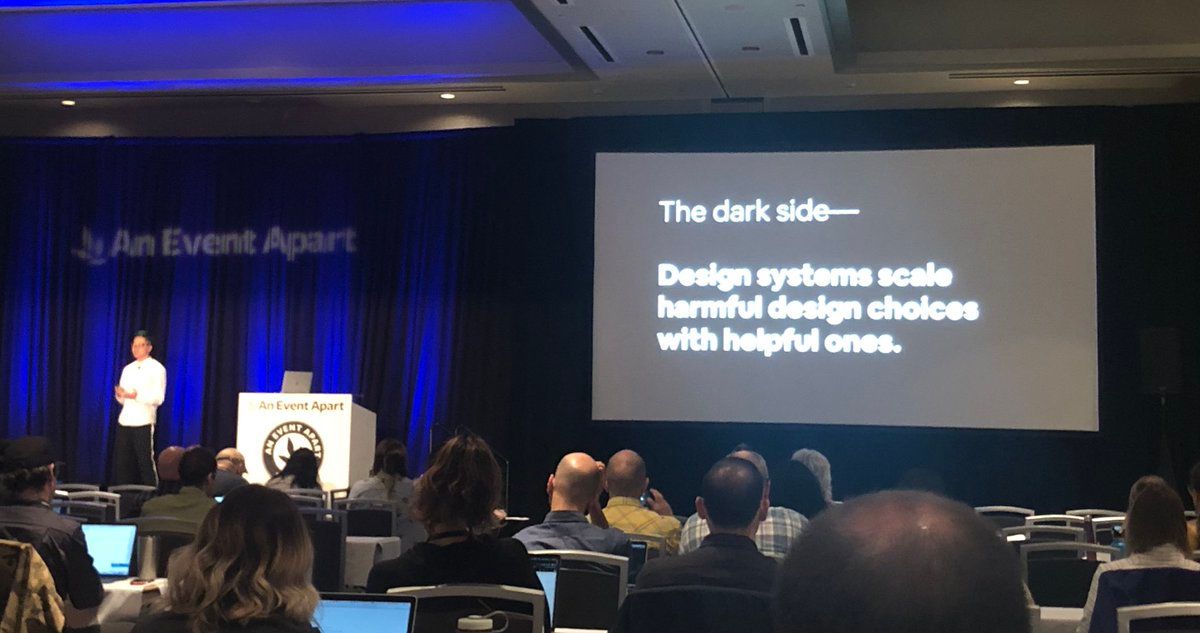 An Event Apart
The dark side—
Design systems scale
harmful design choices
with helpful ones.
An Event Apart
AN EVENT APART